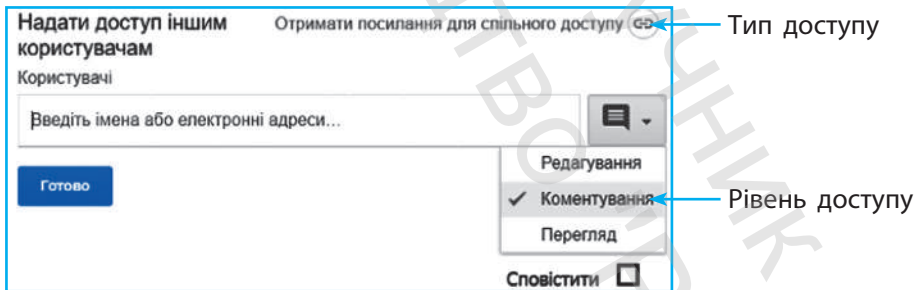 Надати доступ іншим користувачам
Отримати посилання для спільного доступу
Тип доступу
Користувачі
Введіть імена або електронні адреси...
Редагування
Готово
Коментування
Рівень доступу
Перегляд
Сповістити